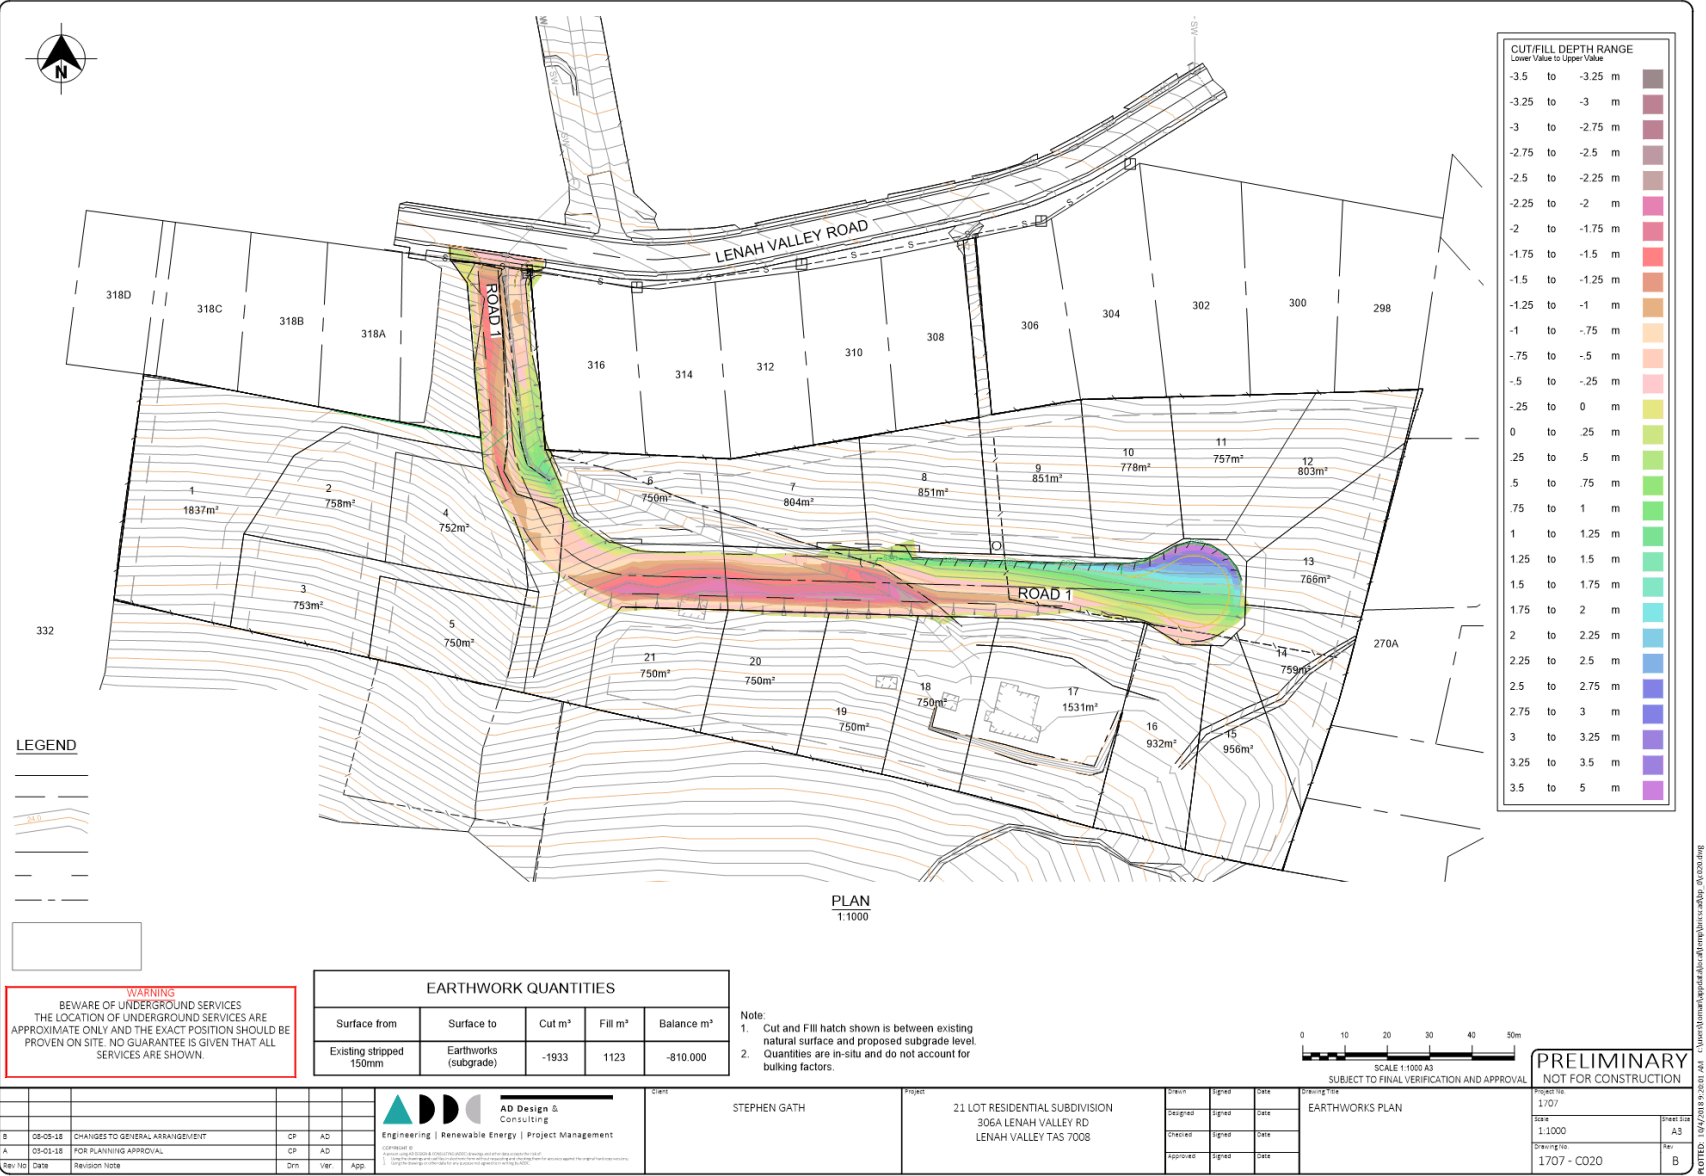 N
SW
SW
SW
W
LENAH VALLEY ROAD
ROAD 1
ROAD 1
318D
318C
318B
318A
316
314
312
310
308
306
304
302
300
298
332
270A
1
1837m²
2
758m²
3
753m²
4
752m²
5
750m²
6
750m²
7
804m²
8
851m²
9
851m²
10
778m²
11
757m²
12
803m²
13
766m²
14
759m²
15
956m²
16
932m²
17
1531m²
18
750m²
19
750m²
20
750m²
21
750m²
CUT/FILL DEPTH RANGE
Lower Value to Upper Value
-3.5 to -3.25 m
-3.25 to -3 m
-3 to -2.75 m
-2.75 to -2.5 m
-2.5 to -2.25 m
-2.25 to -2 m
-2 to -1.75 m
-1.75 to -1.5 m
-1.5 to -1.25 m
-1.25 to -1 m
-1 to -.75 m
-.75 to -.5 m
-.5 to -.25 m
-.25 to 0 m
0 to .25 m
.25 to .5 m
.5 to .75 m
.75 to 1 m
1 to 1.25 m
1.25 to 1.5 m
1.5 to 1.75 m
1.75 to 2 m
2 to 2.25 m
2.25 to 2.5 m
2.5 to 2.75 m
2.75 to 3 m
3 to 3.25 m
3.25 to 3.5 m
3.5 to 5 m
LEGEND
24.0
PLAN
1:1000
WARNING
BEWARE OF UNDERGROUND SERVICES
THE LOCATION OF UNDERGROUND SERVICES ARE
APPROXIMATE ONLY AND THE EXACT POSITION SHOULD BE
PROVEN ON SITE. NO GUARANTEE IS GIVEN THAT ALL
SERVICES ARE SHOWN.
EARTHWORK QUANTITIES
Surface from Surface to Cut m³ Fill m³ Balance m³
Existing stripped 150mm Earthworks (subgrade) -1933 1123 -810.000
Note:
1. Cut and Fill hatch shown is between existing
natural surface and proposed subgrade level.
2. Quantities are in-situ and do not account for
bulking factors.
0 10 20 30 40 50m
SCALE 1:1000 A3
SUBJECT TO FINAL VERIFICATION AND APPROVAL
PRELIMINARY
NOT FOR CONSTRUCTION
B 08-05-18 CHANGES TO GENERAL ARRANGEMENT CP AD
A 03-01-18 FOR PLANNING APPROVAL CP AD
Rev No Date Revision Note Drn Ver. App.
AD Design &
Consulting
Engineering | Renewable Energy | Project Management
Client
STEPHEN GATH
Project
21 LOT RESIDENTIAL SUBDIVISION
306A LENAH VALLEY RD
LENAH VALLEY TAS 7008
Drawn Signed Date
Designed Signed Date
Checked Signed Date
Approved Signed Date
Drawing Title
EARTHWORKS PLAN
Project No.
1707
Scale
1:1000
Sheet Size
A3
Drawing No.
1707 - C020
Rev
B